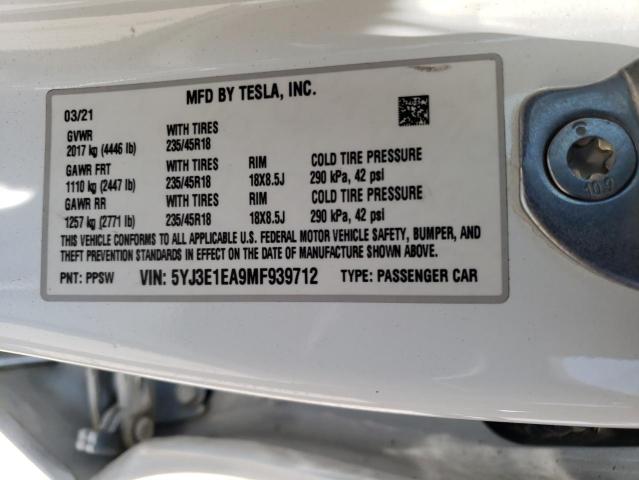 MFD BY TESLA, INC.
03/21
GVWR WITH TIRES
2017 kg (4446 lb) 235/45R18
GAWR FRT WITH TIRES RIM COLD TIRE PRESSURE
1110 kg (2447 lb) 235/45R18 18X8.5J 290 kPa, 42 psi
GAWR RR WITH TIRES RIM COLD TIRE PRESSURE
1257 kg (2771 lb) 235/45R18 18X8.5J 290 kPa, 42 psi
THIS VEHICLE CONFORMS TO ALL APPLICABLE U.S. FEDERAL MOTOR VEHICLE SAFETY, BUMPER, AND
THEFT PREVENTION STANDARDS IN EFFECT ON THE DATE OF MANUFACTURE SHOWN ABOVE.
PNT: PPSW VIN: 5YJ3E1EA9MF939712 TYPE: PASSENGER CAR
10.9